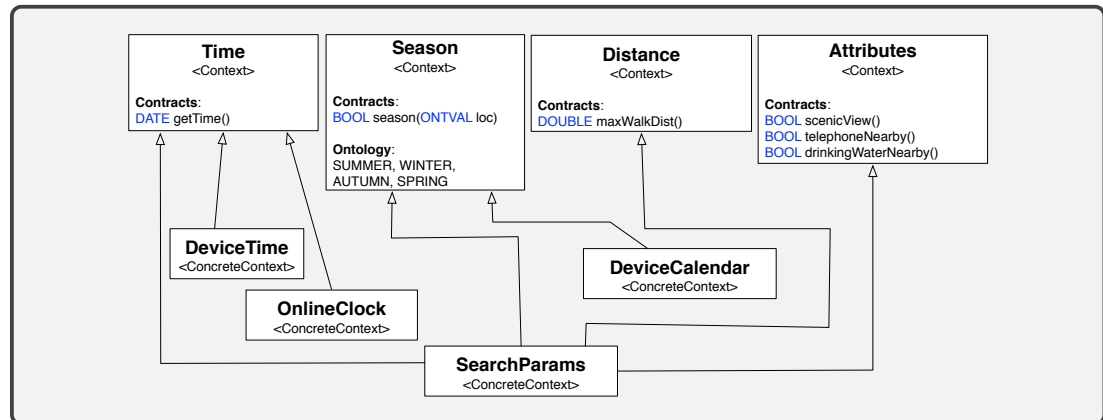 Time
<Context>
Contracts:
DATE getTime()
Season
<Context>
Contracts:
BOOL season(ONTVAL loc)
Ontology:
SUMMER, WINTER,
AUTUMN, SPRING
Distance
<Context>
Contracts:
DOUBLE maxWalkDist()
Attributes
<Context>
Contracts:
BOOL scenicView()
BOOL telephoneNearby()
BOOL drinkingWaterNearby()
DeviceTime
<ConcreteContext>
DeviceCalendar
<ConcreteContext>
OnlineClock
<ConcreteContext>
SearchParams
<ConcreteContext>